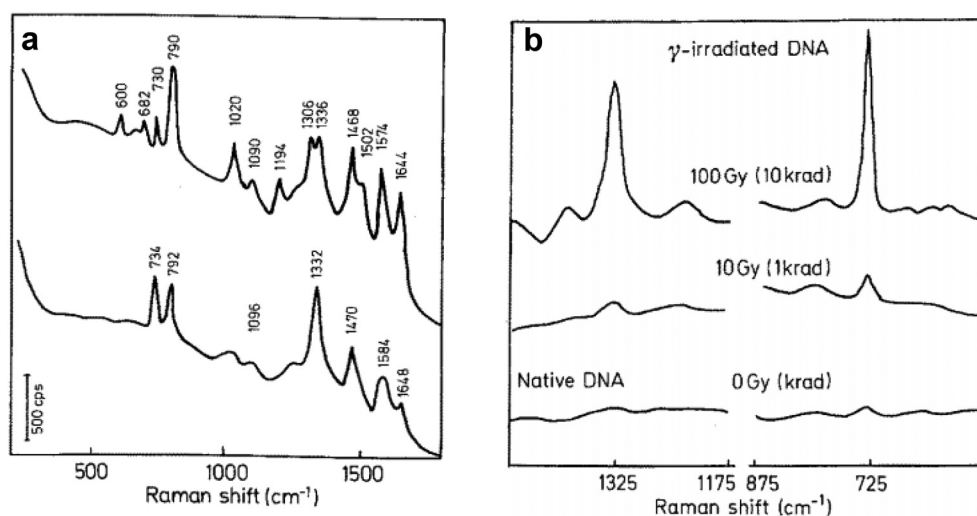 a
600
682
730
790
1020
1090
1194
1306
1336
1468
1502
1574
1644
734
792
1096
1332
1470
1584
1648
500 cps
500 1000 1500
Raman shift (cm-1)
b
γ-irradiated DNA
100 Gy (10 krad)
10 Gy (1 krad)
Native DNA 0 Gy (krad)
1325 1175 875 725
Raman shift (cm-1)